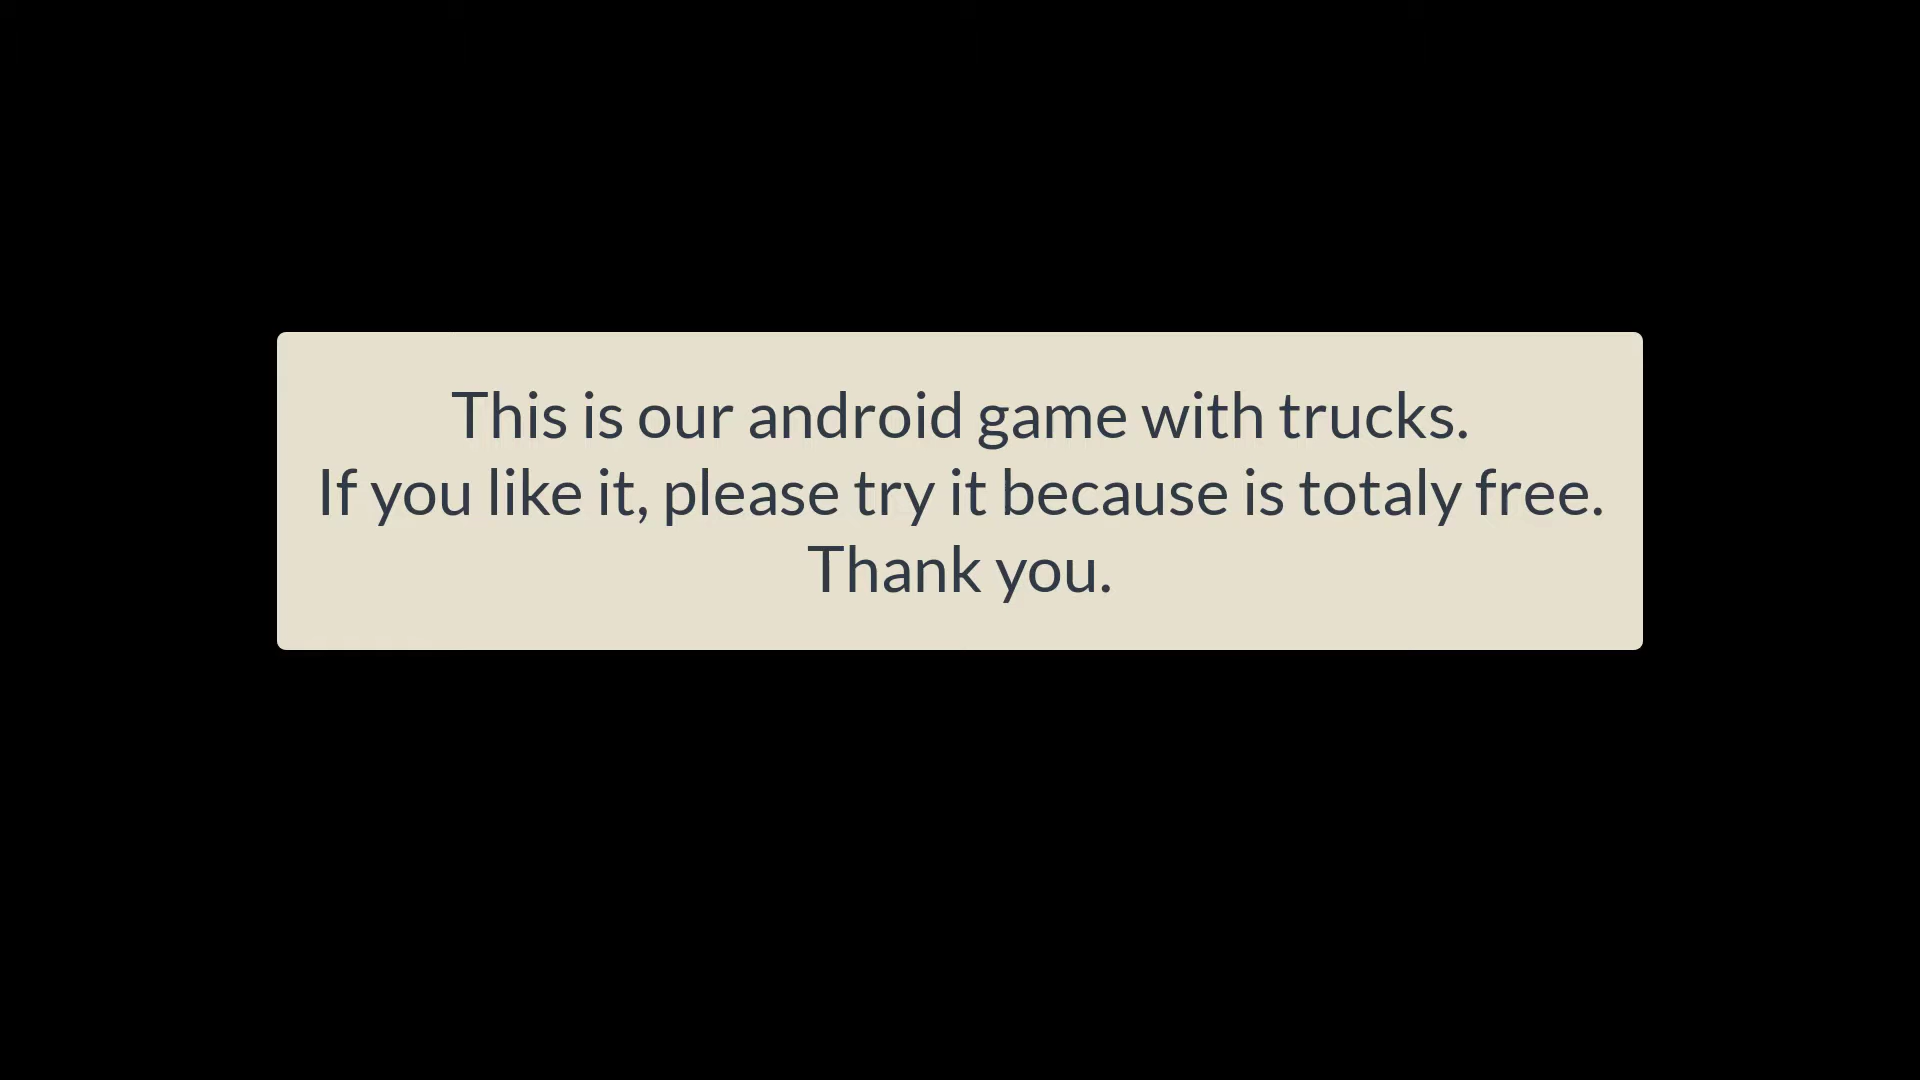 This is our android game with trucks.
If you like it, please try it because is totaly free.
Thank you.